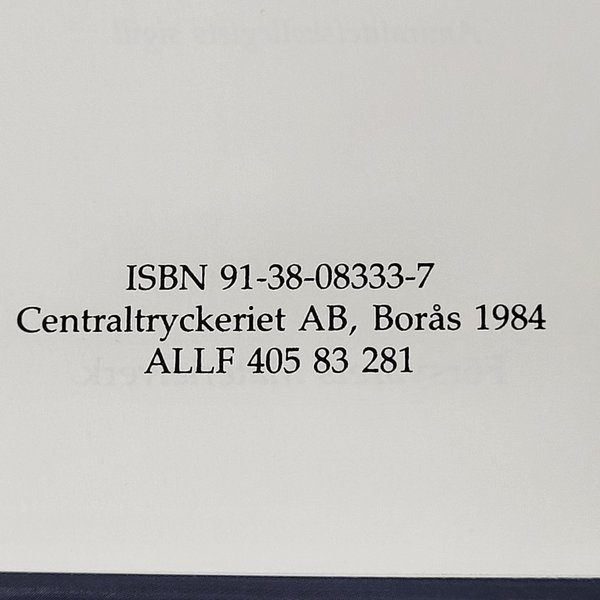 ISBN 91-38-08333-7
Centraltryckeriet AB, Borås 1984
ALLF 405 83 281